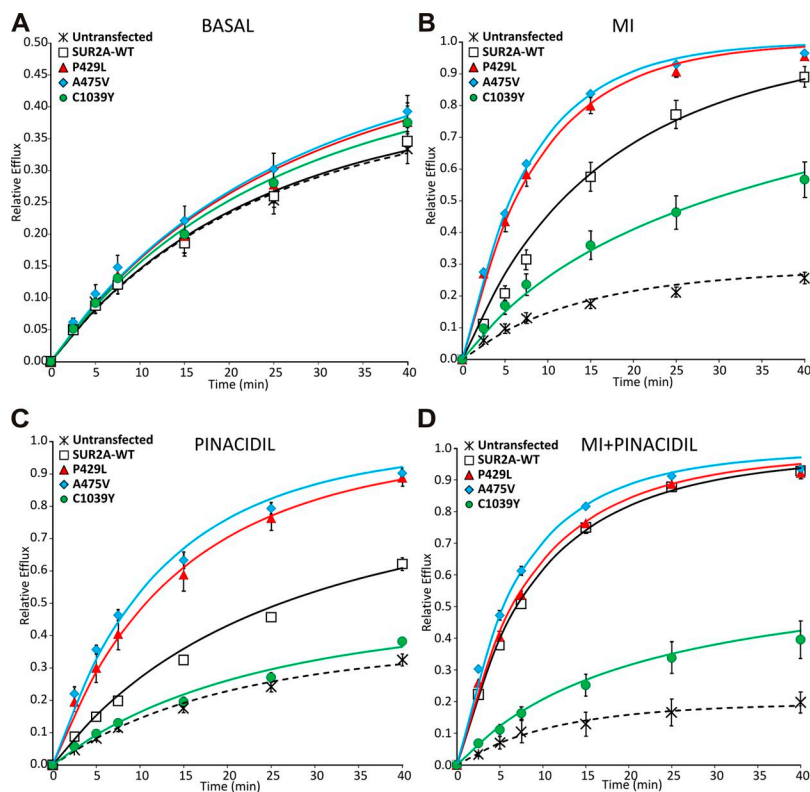 A
BASAL
Untransfected
SUR2A-WT
P429L
A475V
C1039Y
Relative Efflux
0.50
0.45
0.40
0.35
0.30
0.25
0.20
0.15
0.10
0.05
0.00
0 5 10 15 20 25 30 35 40
Time (min)
B
MI
Untransfected
SUR2A-WT
P429L
A475V
C1039Y
Relative Efflux
1.0
0.9
0.8
0.7
0.6
0.5
0.4
0.3
0.2
0.1
0.0
0 5 10 15 20 25 30 35 40
Time (min)
C
PINACIDIL
Untransfected
SUR2A-WT
P429L
A475V
C1039Y
Relative Efflux
1.0
0.9
0.8
0.7
0.6
0.5
0.4
0.3
0.2
0.1
0.0
0 5 10 15 20 25 30 35 40
Time (min)
D
MI+PINACIDIL
Untransfected
SUR2A-WT
P429L
A475V
C1039Y
Relative Efflux
1.0
0.9
0.8
0.7
0.6
0.5
0.4
0.3
0.2
0.1
0.0
0 5 10 15 20 25 30 35 40
Time (min)